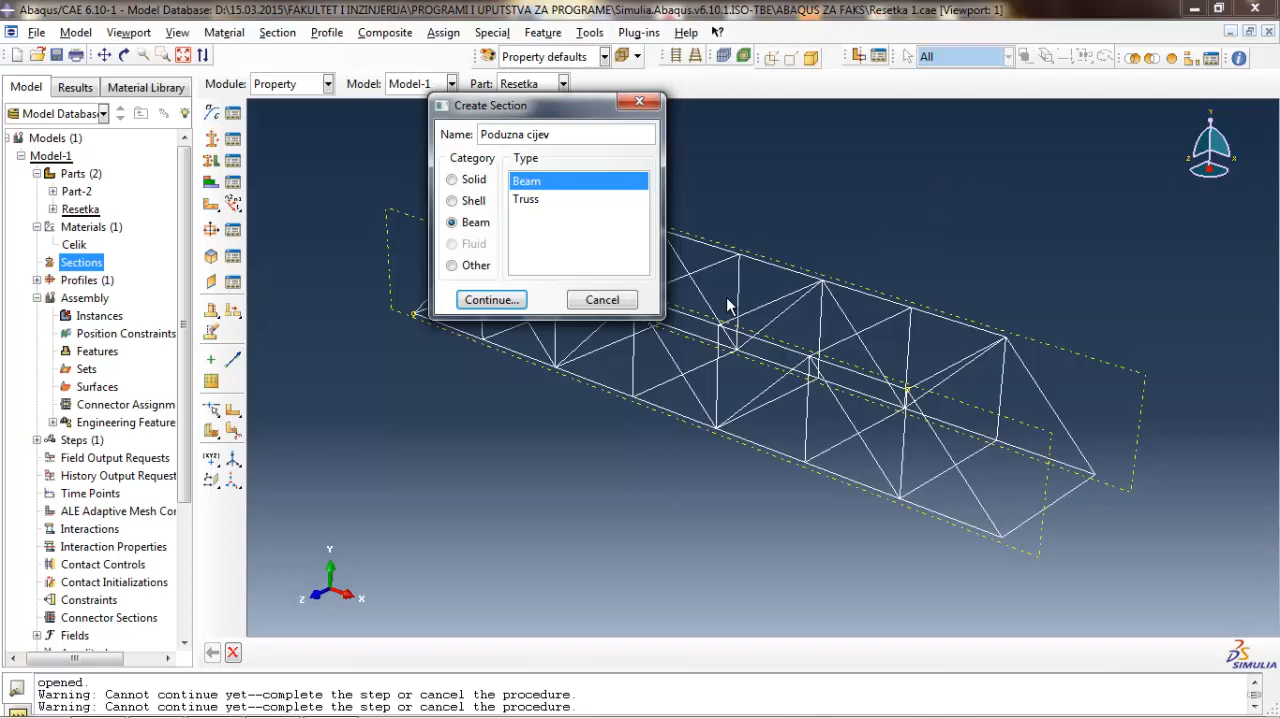 Abaqus/CAE 6.10-1 - Model Database: D:\15.03.2015\FAKULTET I INZINJERIJA\PROGRAMI I UPUTSTVA ZA PROGRAME\Simulia.Abaqus.v6.10.1.ISO-TBE\ABAQUS ZA FAKS\Resetka 1.cae [Viewport: 1]
File Model Viewport View Material Section Profile Composite Assign Special Feature Tools Plug-ins Help
Property defaults
All
Model Results Material Library
Module: Property Model: Model-1 Part: Resetka
Model Databas
Models (1)
Model-1
Parts (2)
Part-2
Resetka
Materials (1)
Celik
Sections
Profiles (1)
Assembly
Instances
Position Constraints
Features
Sets
Surfaces
Connector Assignm
Engineering Feature
Steps (1)
Field Output Requests
History Output Request
Time Points
ALE Adaptive Mesh Cor
Interactions
Interaction Properties
Contact Controls
Contact Initializations
Constraints
Connector Sections
Fields
Create Section
Name: Poduzna cijev
Category
Type
Solid
Shell
Beam
Fluid
Other
Beam
Truss
Continue...
Cancel
Y
Z
X
Y
Z
X
(XYZ)
SIMULIA
opened.
Warning: Cannot continue yet--complete the step or cancel the procedure.
Warning: Cannot continue yet--complete the step or cancel the procedure.